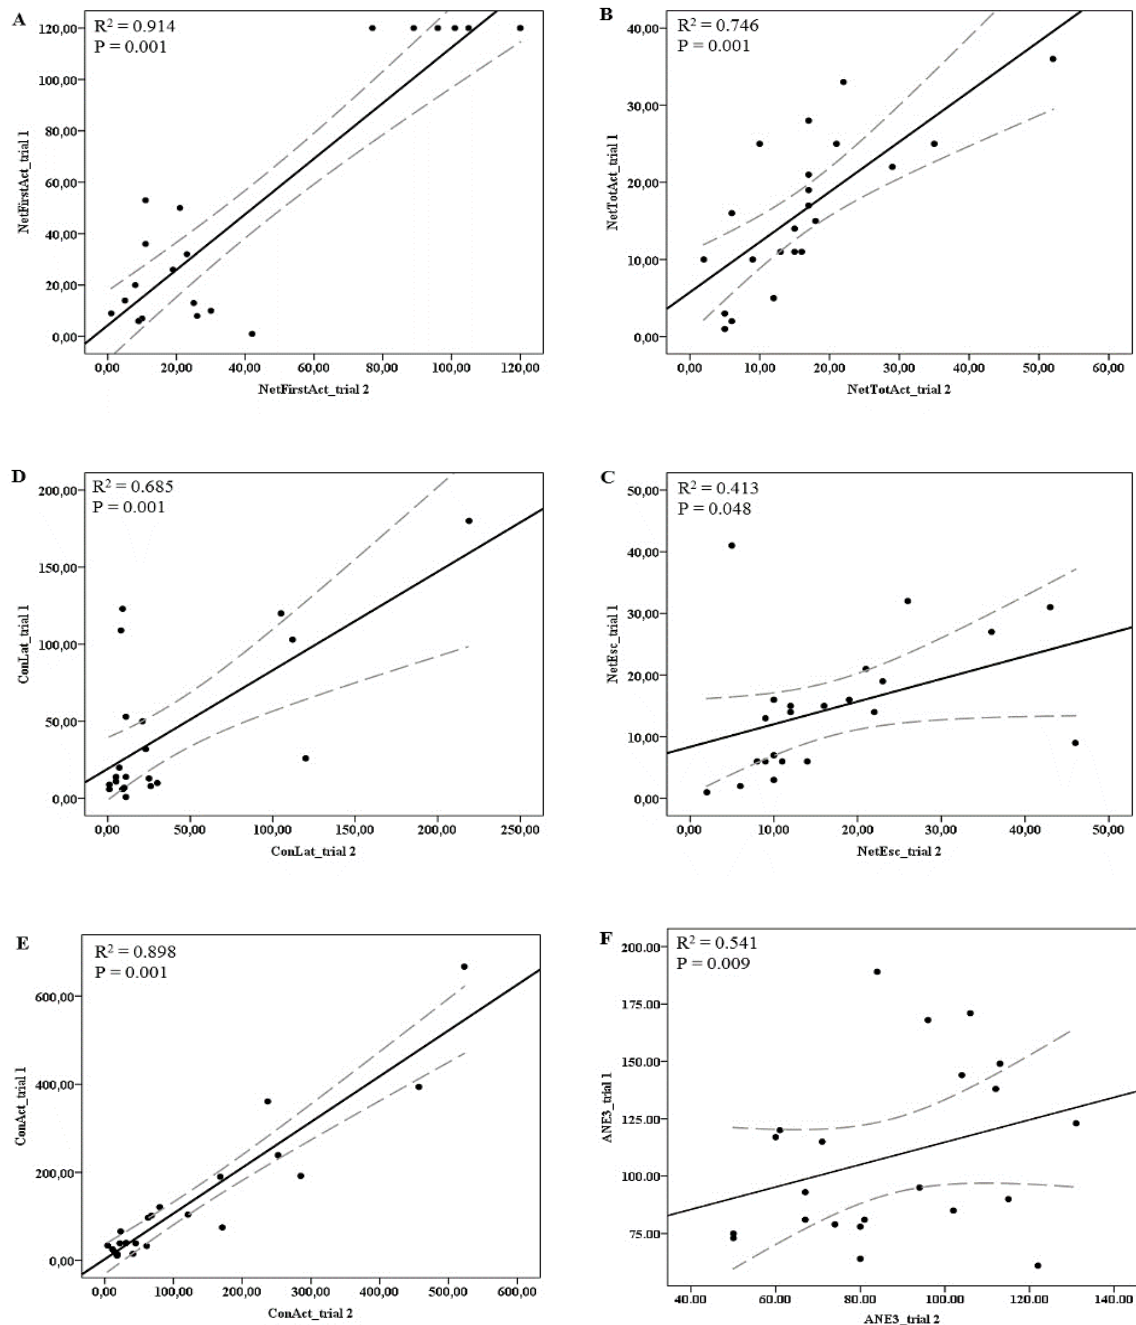 A
R² = 0.914
P = 0.001
120,00
100,00
80,00
60,00
40,00
20,00
0,00
NetFirstAct_trial 1
0,00 20,00 40,00 60,00 80,00 100,00 120,00
NetFirstAct_trial 2
B
R² = 0.746
P = 0.001
40,00
30,00
20,00
10,00
0,00
NetTotAct_trial 1
0,00 10,00 20,00 30,00 40,00 50,00 60,00
NetTotAct_trial 2
D
R² = 0.685
P = 0.001
200,00
150,00
100,00
50,00
0,00
ConLat_trial 1
0,00 50,00 100,00 150,00 200,00 250,00
ConLat_trial 2
C
R² = 0.413
P = 0.048
50,00
40,00
30,00
20,00
10,00
0,00
NetEsc_trial 1
0,00 10,00 20,00 30,00 40,00 50,00
NetEsc_trial 2
E
R² = 0.898
P = 0.001
600,00
400,00
200,00
0,00
ConAct_trial 1
0,00 100,00 200,00 300,00 400,00 500,00 600,00
ConAct_trial 2
F
R² = 0.541
P = 0.009
200.00
175.00
150.00
125.00
100.00
75.00
ANE3_trial 1
40.00 60.00 80.00 100.00 120.00 140.00
ANE3_trial 2